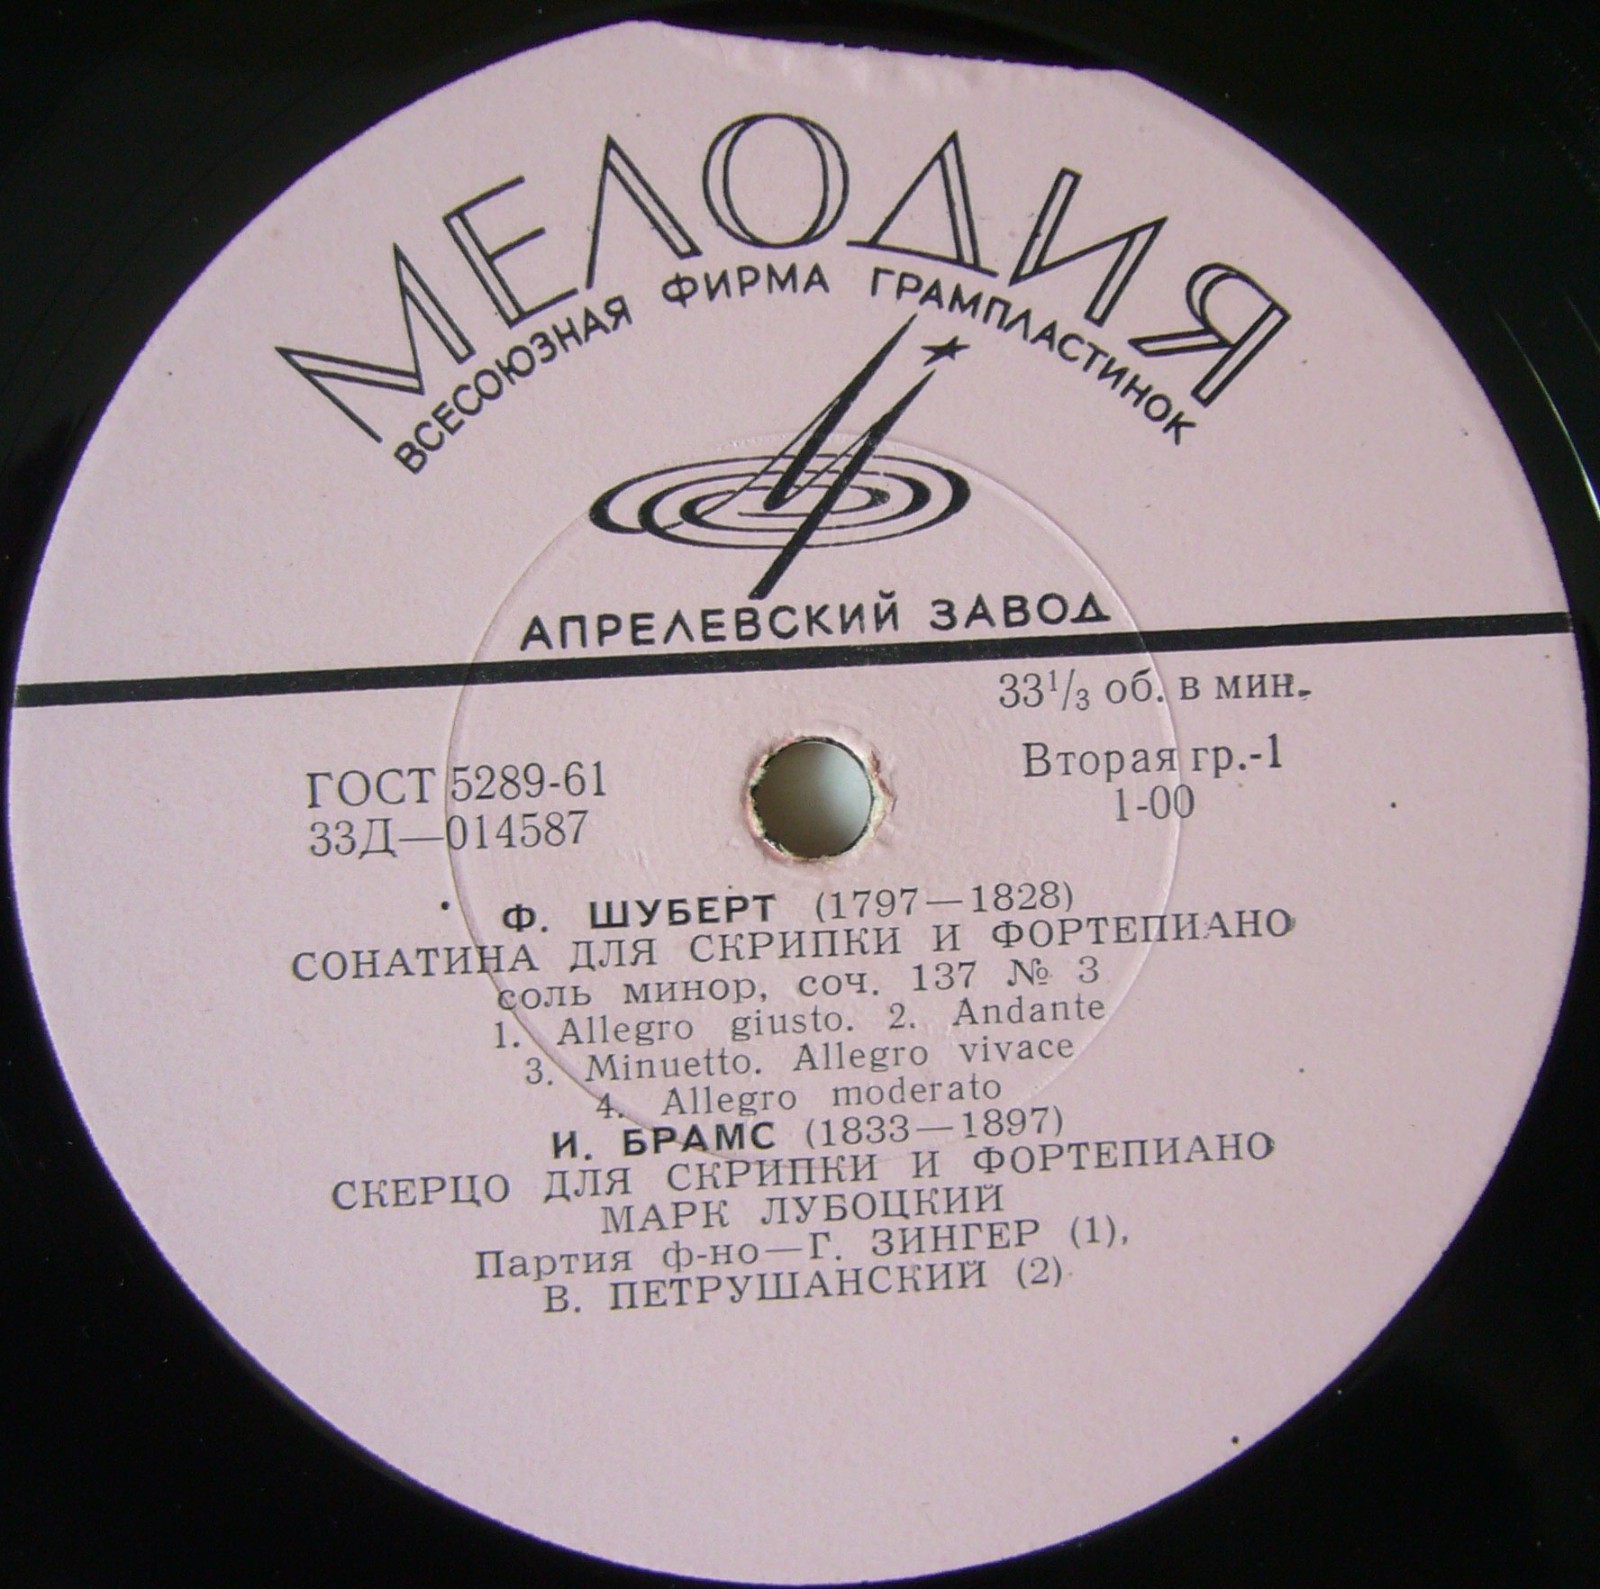 МЕЛОДИЯ
ВСЕСОЮЗНАЯ ФИРМА ГРАМПЛАСТИНОК
АПРЕЛЕВСКИЙ ЗАВОД
33¹/₃ об. в мин.
ГОСТ 5289-61
33Д—014587
Вторая гр.-1
1-00
Ф. ШУБЕРТ (1797—1828)
СОНАТИНА ДЛЯ СКРИПКИ И ФОРТЕПИАНО
соль минор, соч. 137 № 3
1. Allegro giusto. 2. Andante
3. Minuetto. Allegro vivace
4. Allegro moderato
И. БРАМС (1833—1897)
СКЕРЦО ДЛЯ СКРИПКИ И ФОРТЕПИАНО
МАРК ЛУБОЦКИЙ
Партия ф-но—Г. ЗИНГЕР (1),
В. ПЕТРУШАНСКИЙ (2)